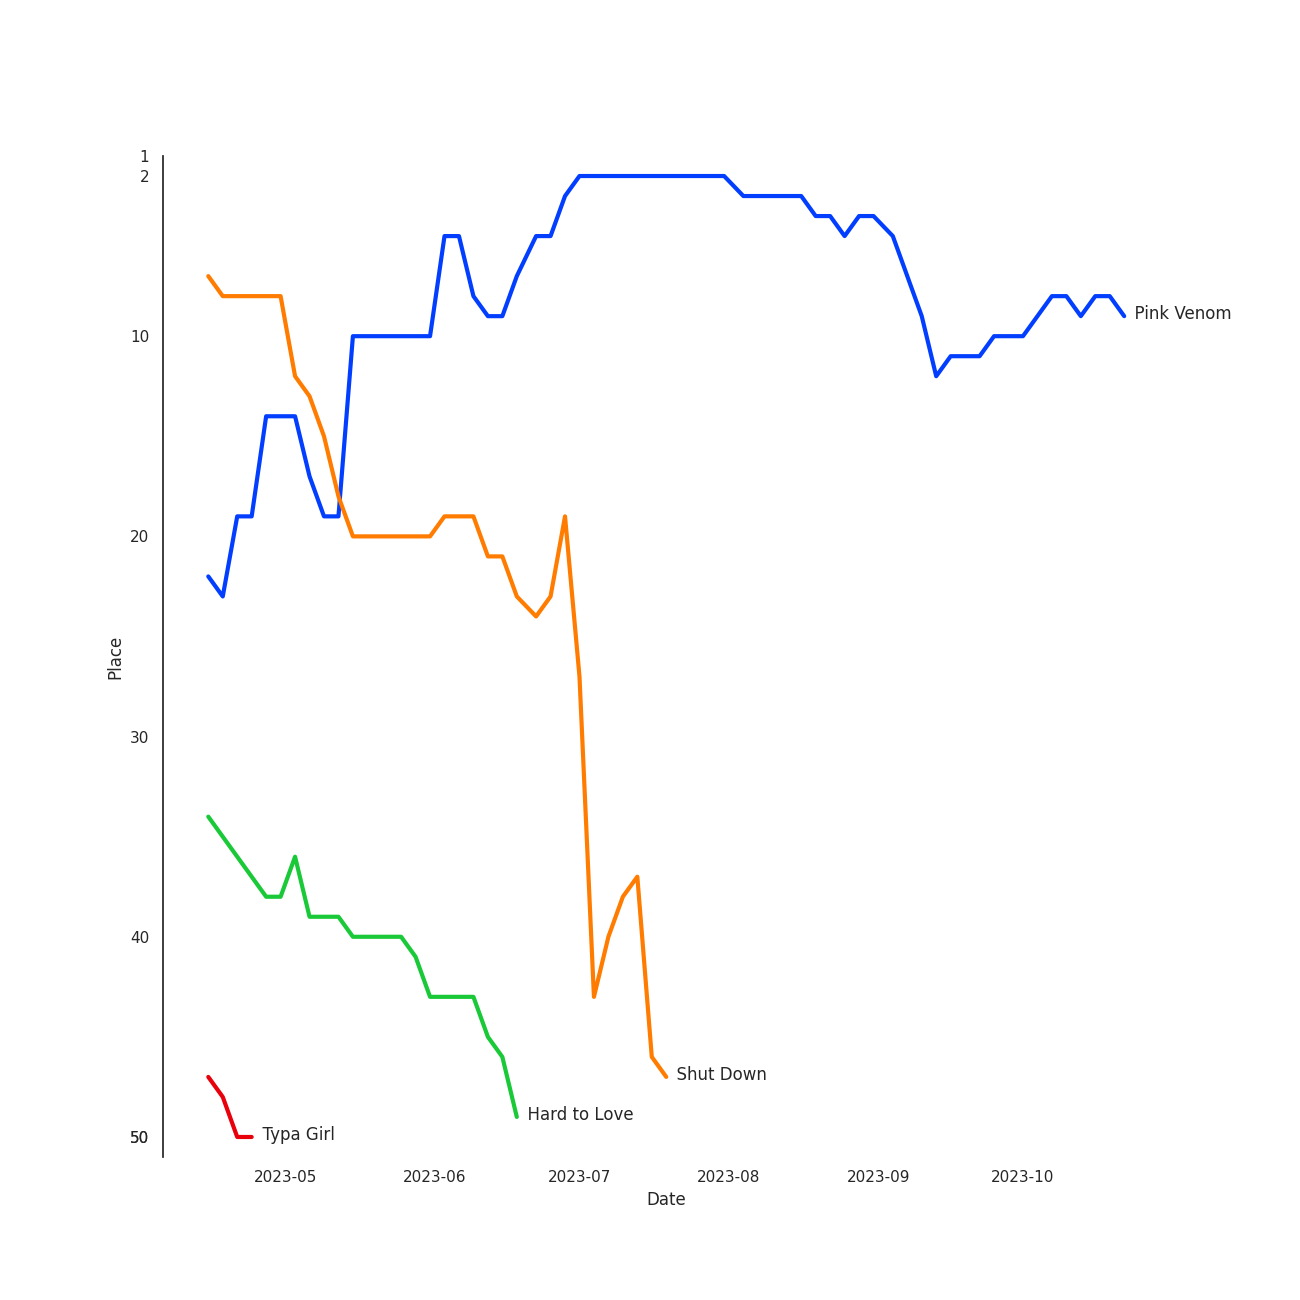 1
2
10
20
30
40
50
Place
Pink Venom
Shut Down
Hard to Love
Typa Girl
2023-05
2023-06
2023-07
2023-08
2023-09
2023-10
Date